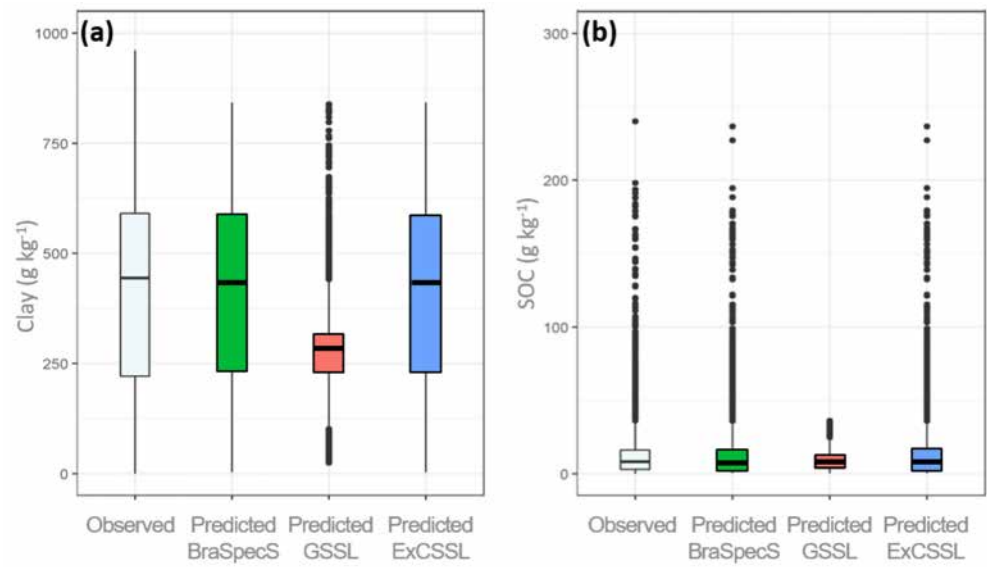 (a)
1000
750
500
250
0
Clay (g kg⁻¹)
Observed
Predicted BraSpecS
Predicted GSSL
Predicted ExCSSL
(b)
300
200
100
0
SOC (g kg⁻¹)
Observed
Predicted BraSpecS
Predicted GSSL
Predicted ExCSSL